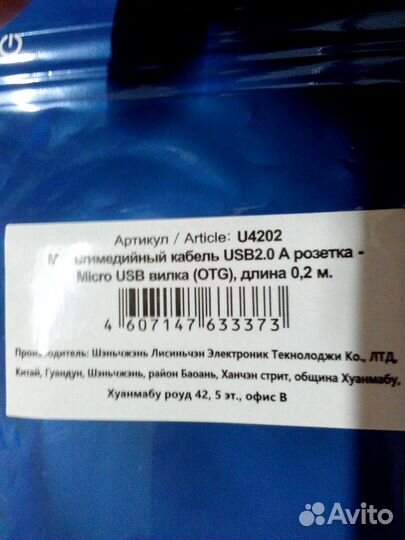 Артикул / Article: U4202
Мультимедийный кабель USB2.0 A розетка -
Micro USB вилка (OTG), длина 0,2 м.
4 607147 633373
Производитель: Шэньчжэнь Лисиньчэн Электроник Текнолоджи Ко., ЛТД,
Китай, Гуандун, Шэньчжэнь, район Баоань, Ханчэн стрит, община Хуанмабу,
Хуанмабу роуд 42, 5 эт., офис В
Avito